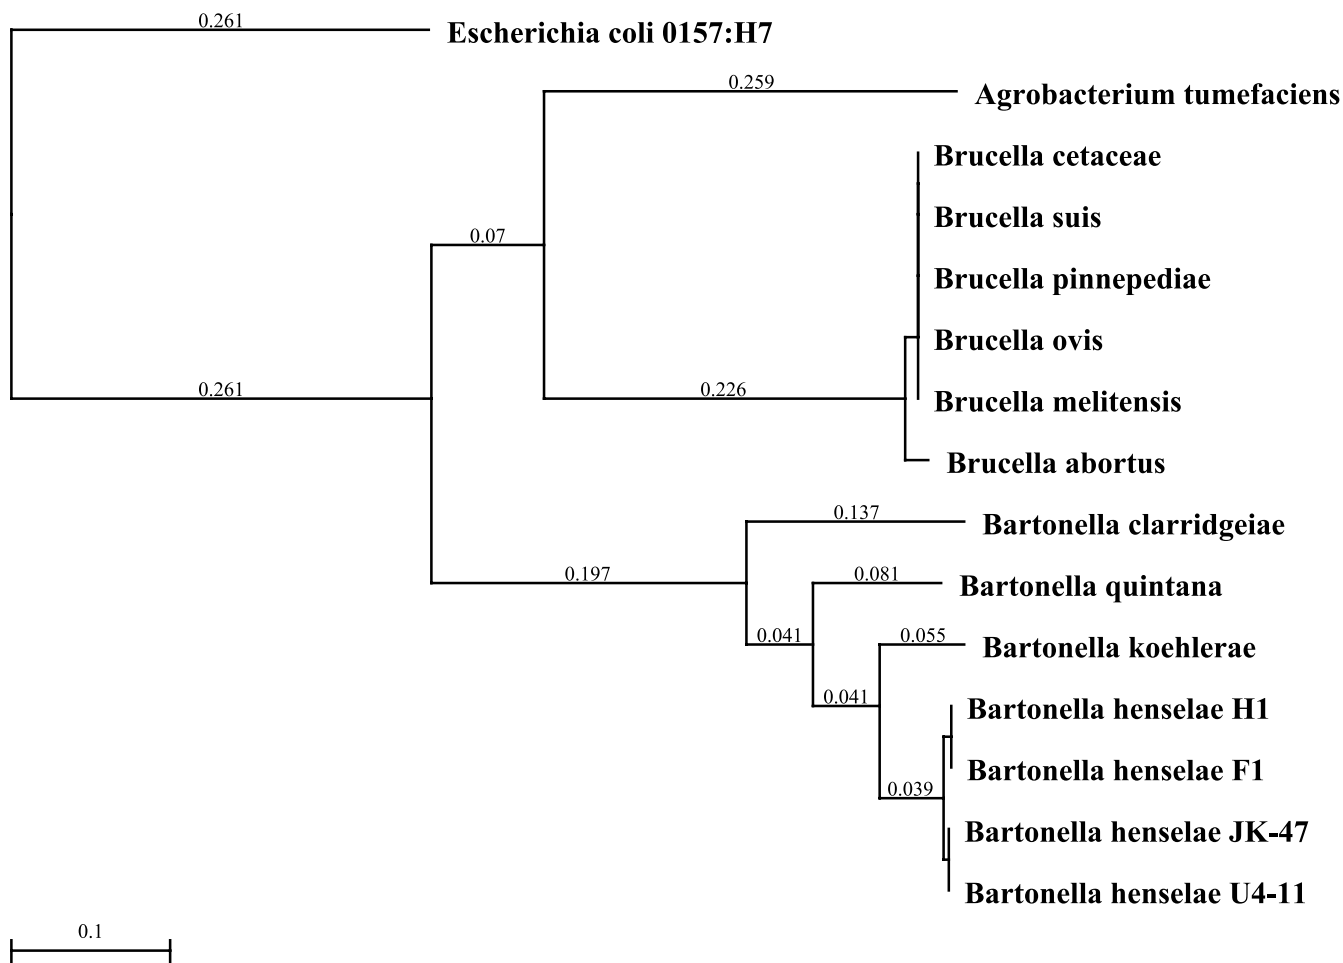 0.261
Escherichia coli 0157:H7
0.259
Agrobacterium tumefaciens
Brucella cetaceae
Brucella suis
0.07
Brucella pinnepediae
Brucella ovis
0.261
0.226
Brucella melitensis
Brucella abortus
0.137
Bartonella clarridgeiae
0.197
0.081
Bartonella quintana
0.041
0.055
Bartonella koehlerae
0.041
Bartonella henselae H1
Bartonella henselae F1
0.039
Bartonella henselae JK-47
Bartonella henselae U4-11
0.1